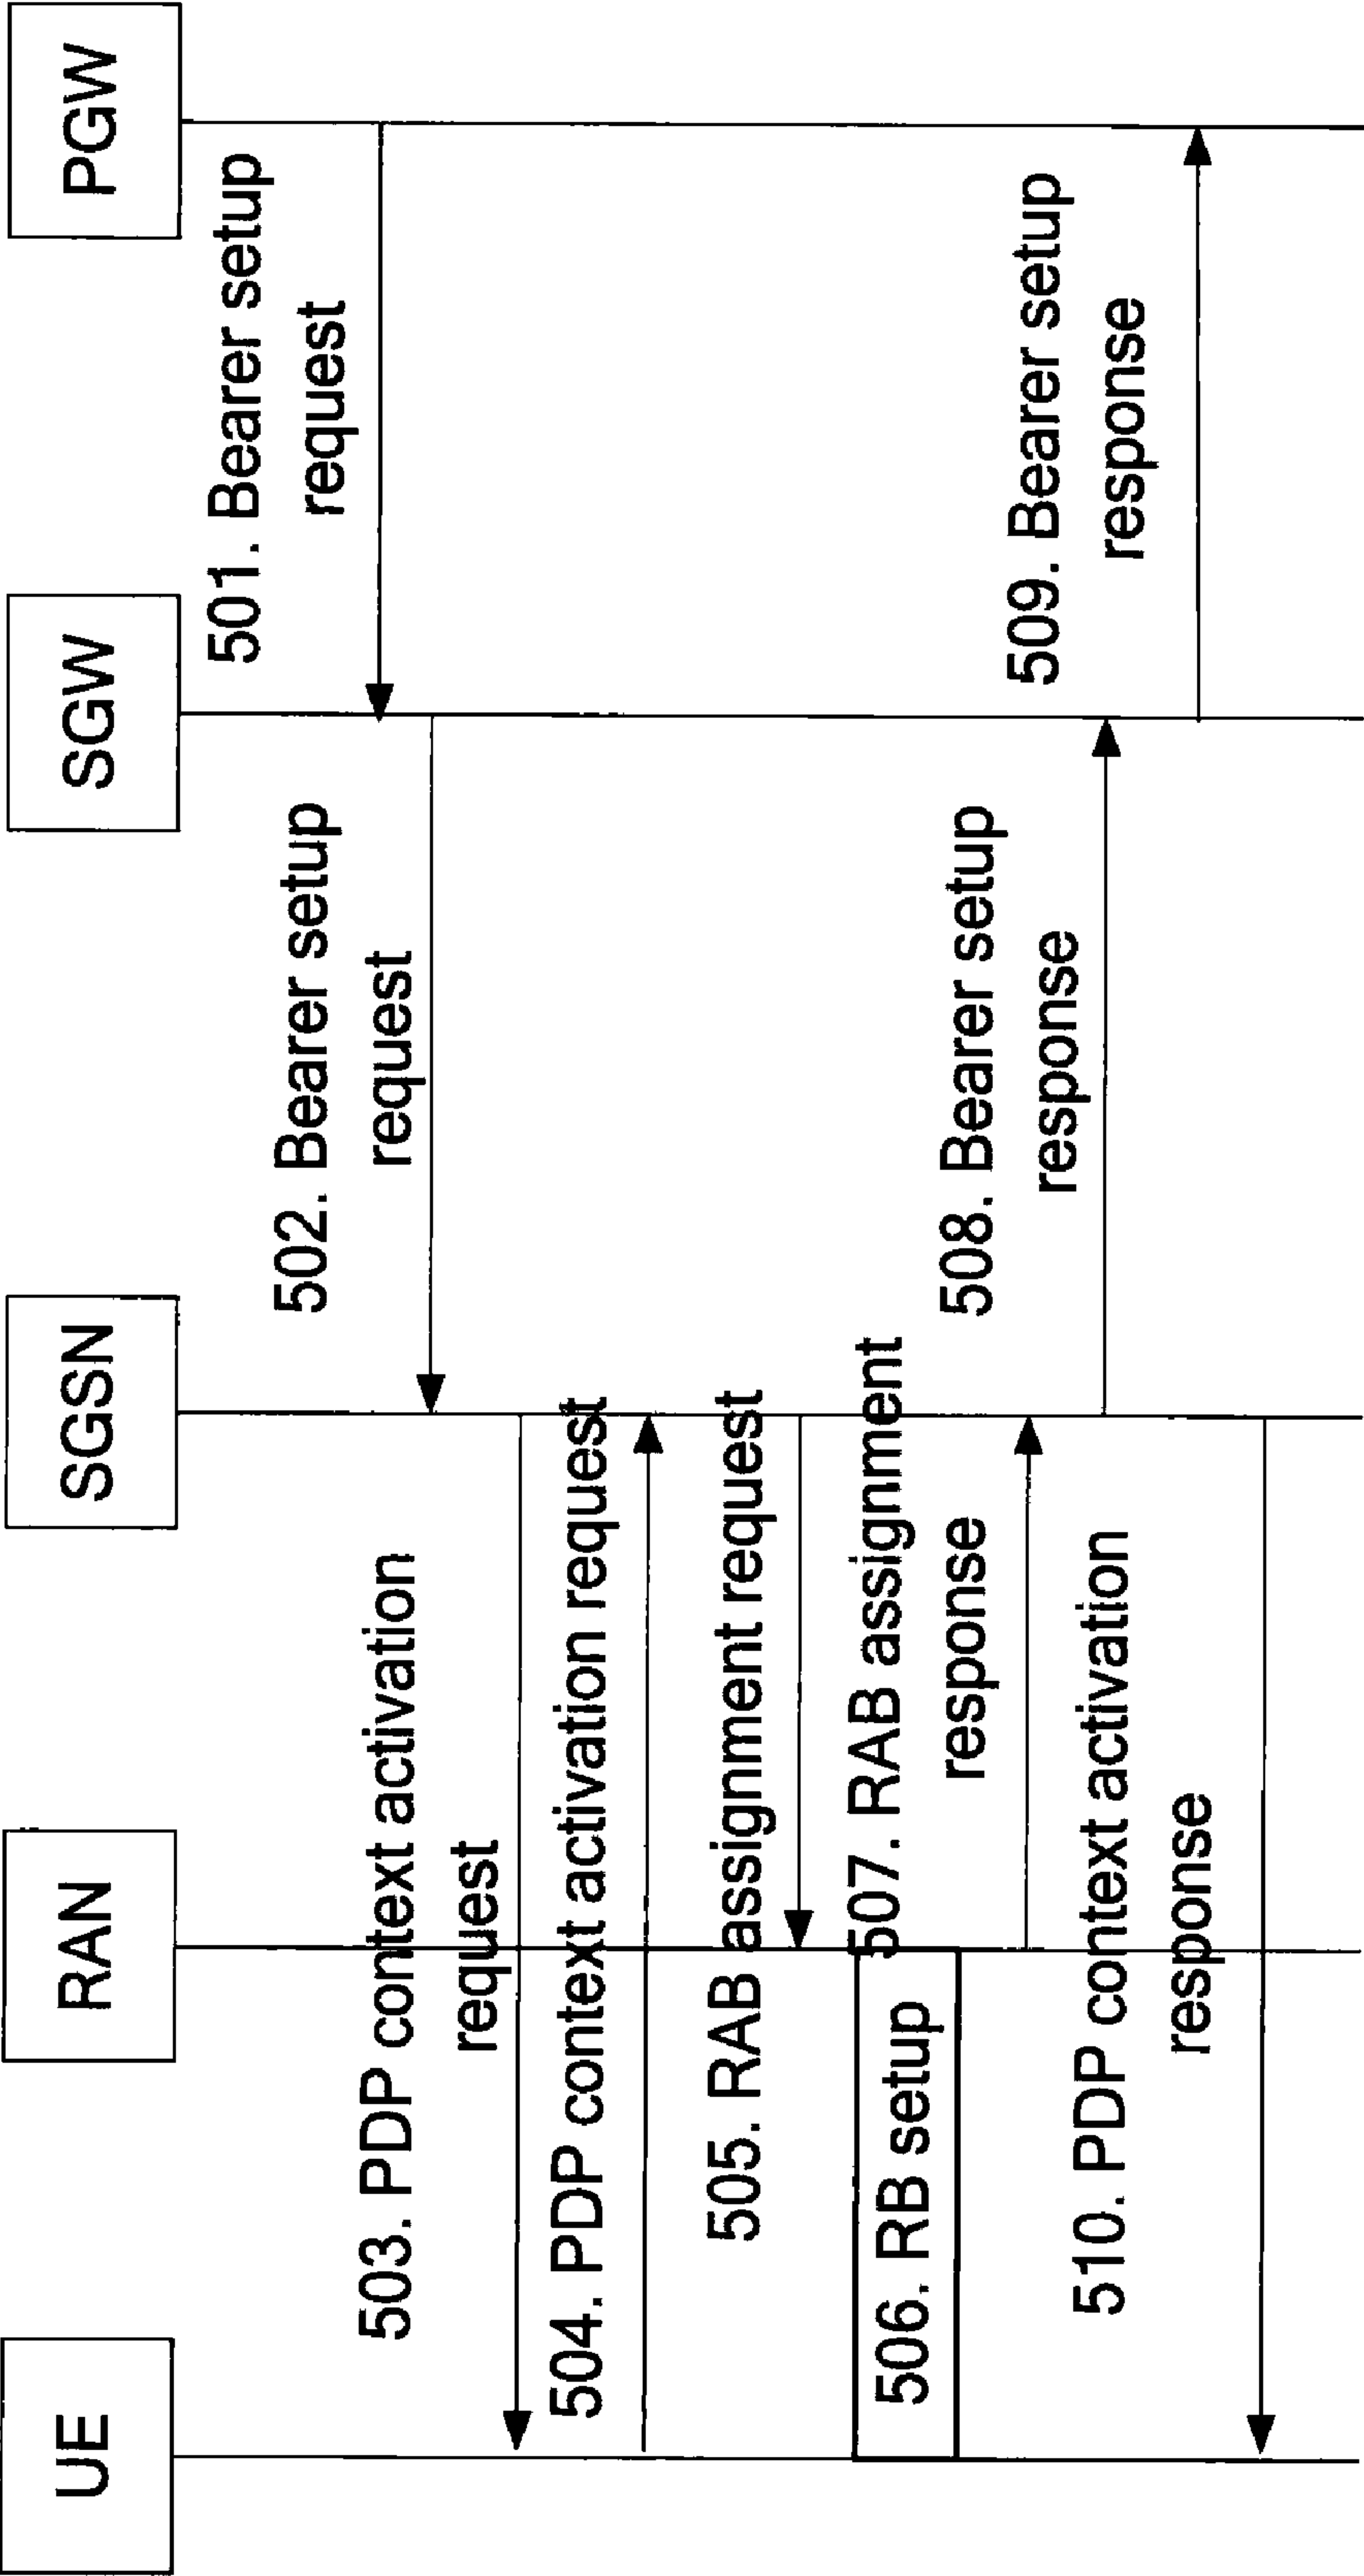 UE
RAN
SGSN
SGW
PGW
501. Bearer setup
request
502. Bearer setup
request
503. PDP context activation
request
504. PDP context activation request
505. RAB assignment request
506. RB setup
507. RAB assignment
response
508. Bearer setup
response
509. Bearer setup
response
510. PDP context activation
response